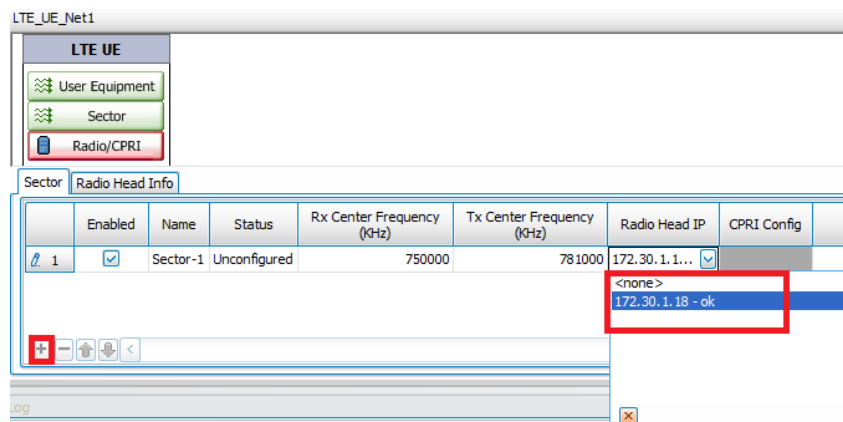 LTE_UE_Net1
LTE UE
User Equipment
Sector
Radio/CPRI
Sector Radio Head Info
Enabled Name Status Rx Center Frequency (KHz) Tx Center Frequency (KHz) Radio Head IP CPRI Config
1 Sector-1 Unconfigured 750000 781000 172.30.1.1...
<none>
172.30.1.18 - ok
Log